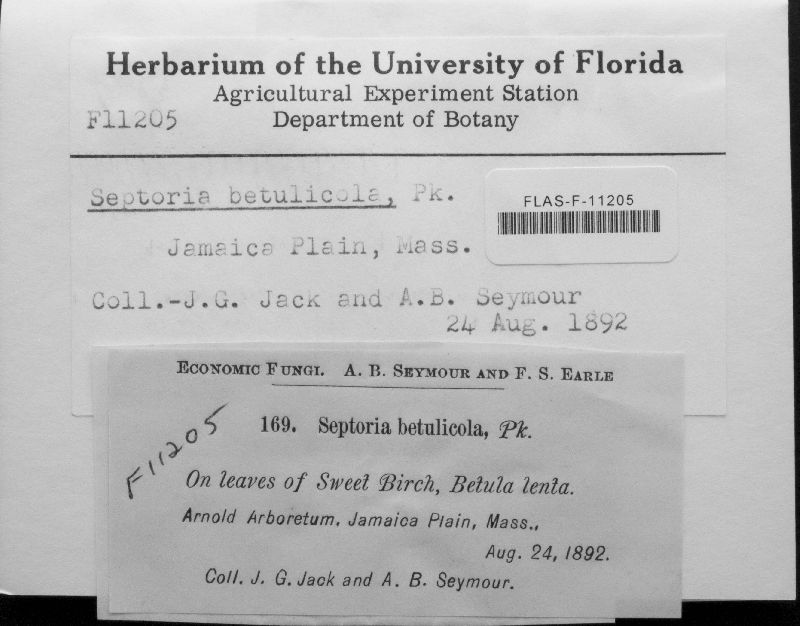 Herbarium of the University of Florida
Agricultural Experiment Station
F11205 Department of Botany
Septoria betulicola, Pk.
FLAS-F-11205
Jamaica Plain, Mass.
Coll.-J.G. Jack and A.B. Seymour
24 Aug. 1892
Economic Fungi. A. B. Seymour and F. S. Earle
F11205
169. Septoria betulicola, Pk.
On leaves of Sweet Birch, Betula lenta.
Arnold Arboretum, Jamaica Plain, Mass.,
Aug. 24, 1892.
Coll. J. G. Jack and A. B. Seymour.